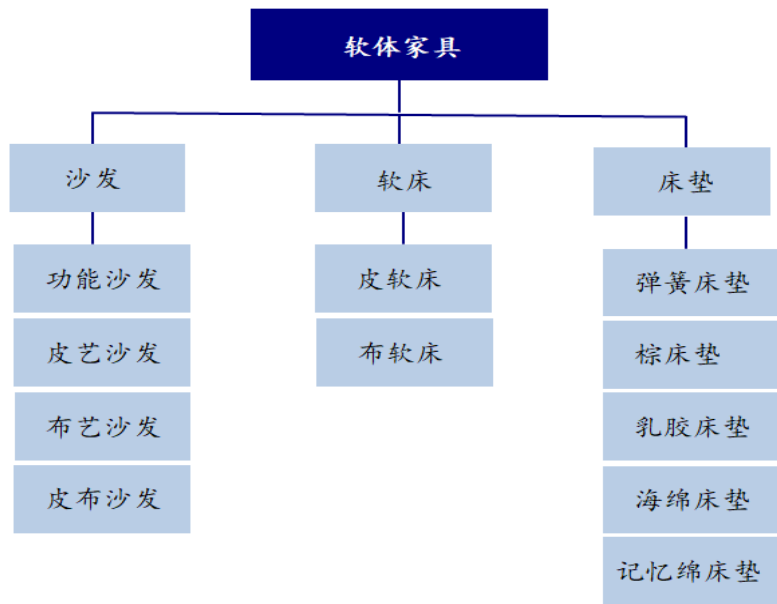 软体家具
沙发
软床
床垫
功能沙发
皮艺沙发
布艺沙发
皮布沙发
皮软床
布软床
弹簧床垫
棕床垫
乳胶床垫
海绵床垫
记忆绵床垫